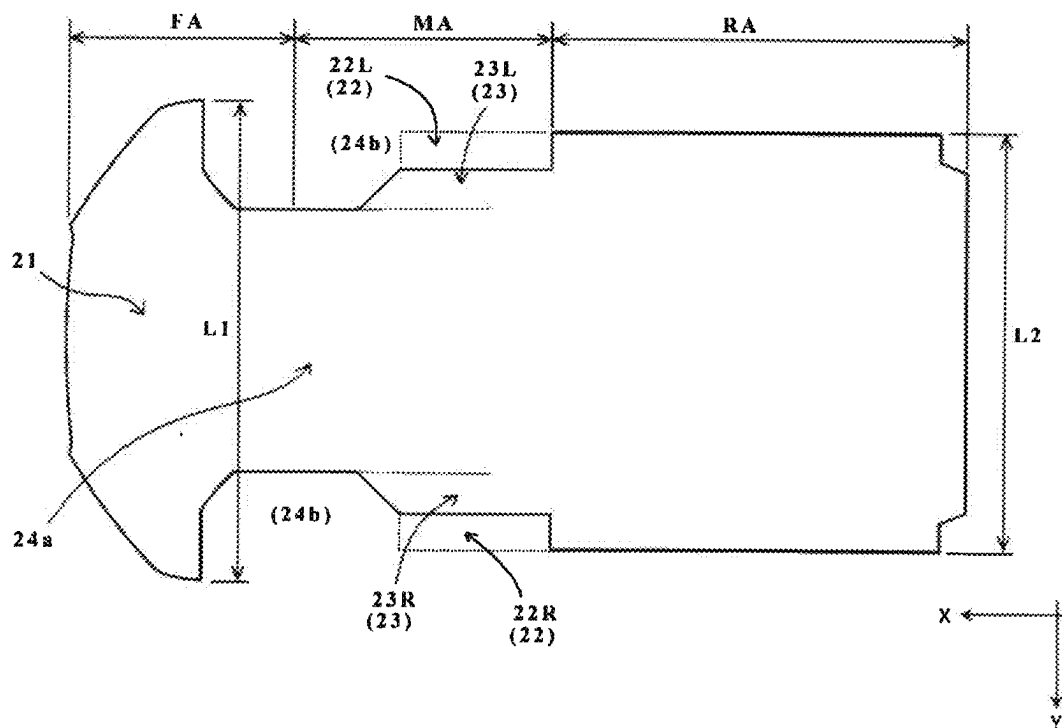 FA
MA
RA
22L
(22)
23L
(23)
(24b)
21
L1
L2
24a
(24b)
23R
(23)
22R
(22)
X
Y